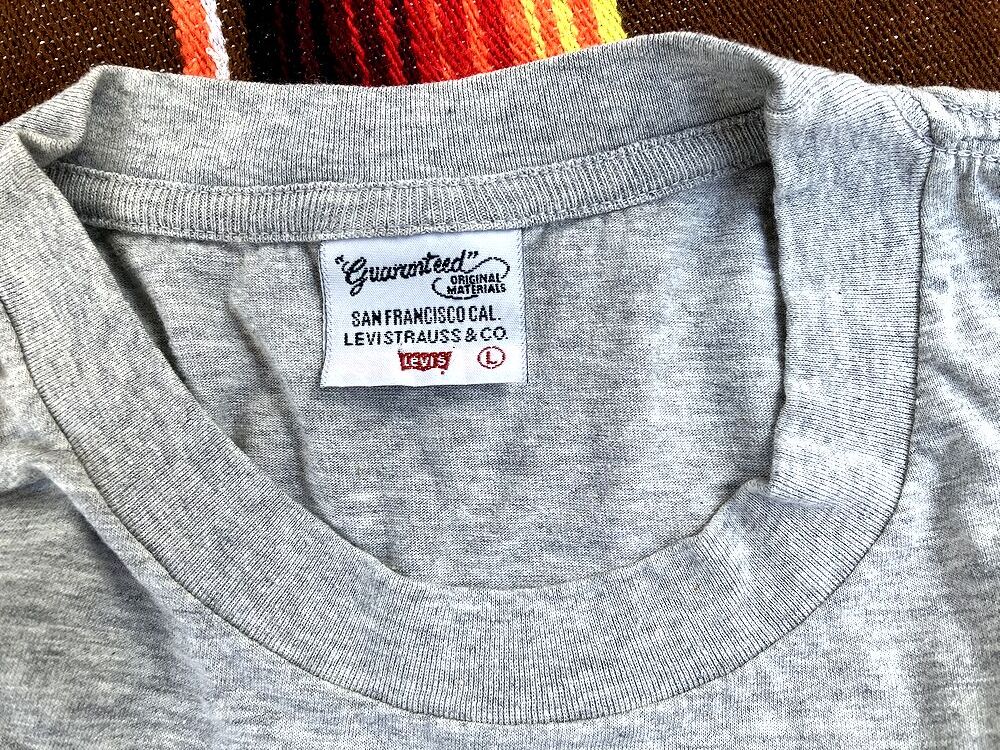 "Guaranteed"
ORIGINAL
MATERIALS
SAN FRANCISCO CAL.
LEVI STRAUSS & CO.
LEVI'S L